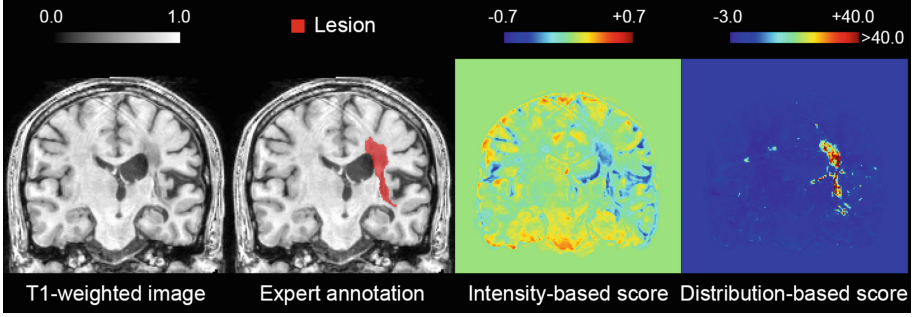 0.0 1.0
Lesion
-0.7 +0.7
-3.0 +40.0
>40.0
T1-weighted image
Expert annotation
Intensity-based score
Distribution-based score